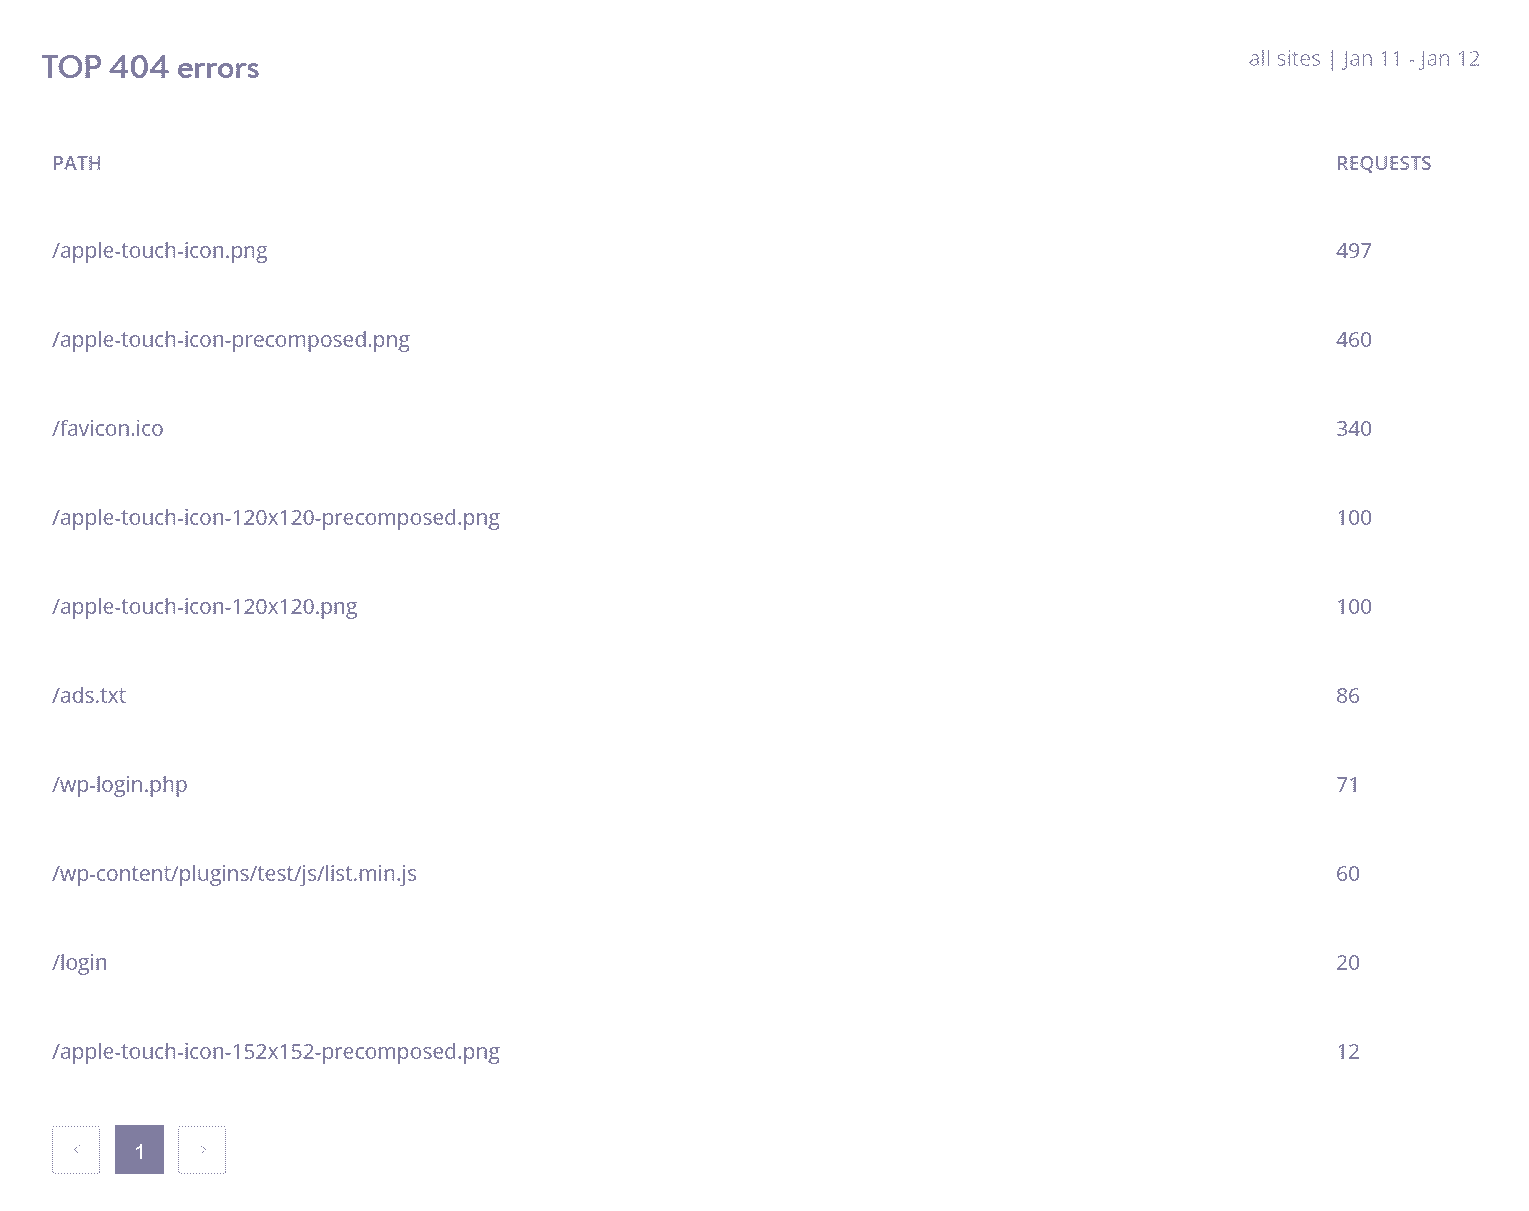 TOP 404 errors
all sites | Jan 11 - Jan 12
PATH REQUESTS
/apple-touch-icon.png 497
/apple-touch-icon-precomposed.png 460
/favicon.ico 340
/apple-touch-icon-120x120-precomposed.png 100
/apple-touch-icon-120x120.png 100
/ads.txt 86
/wp-login.php 71
/wp-content/plugins/test/js/list.min.js 60
/login 20
/apple-touch-icon-152x152-precomposed.png 12
< 1 >